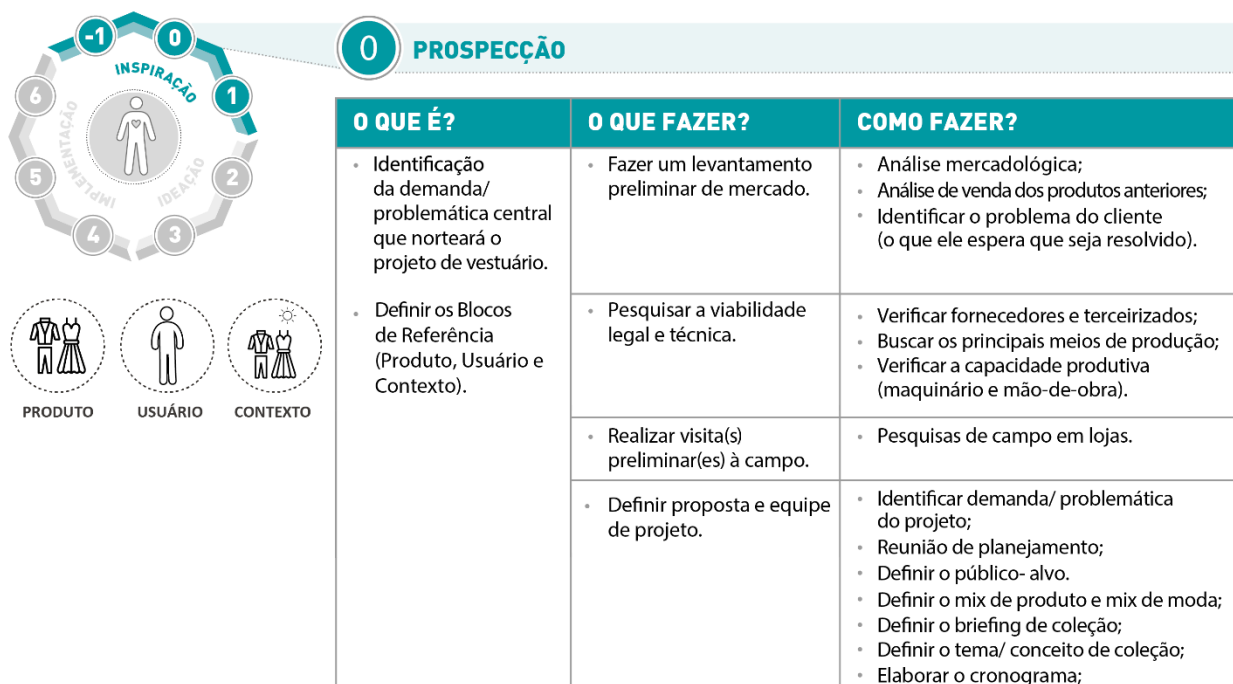 -1
0
1
2
3
4
5
6
INSPIRAÇÃO
IDEAÇÃO
IMPLEMENTAÇÃO
PRODUTO
USUÁRIO
CONTEXTO
0 PROSPECÇÃO
O QUE É?
• Identificação
da demanda/
problemática central
que norteará o
projeto de vestuário.
• Definir os Blocos
de Referência
(Produto, Usuário e
Contexto).
O QUE FAZER?
COMO FAZER?
• Fazer um levantamento
preliminar de mercado.
• Análise mercadológica;
• Análise de venda dos produtos anteriores;
• Identificar o problema do cliente
(o que ele espera que seja resolvido).
• Pesquisar a viabilidade
legal e técnica.
• Verificar fornecedores e terceirizados;
• Buscar os principais meios de produção;
• Verificar a capacidade produtiva
(maquinário e mão-de-obra).
• Realizar visita(s)
preliminar(es) à campo.
• Pesquisas de campo em lojas.
• Definir proposta e equipe
de projeto.
• Identificar demanda/ problemática
do projeto;
• Reunião de planejamento;
• Definir o público- alvo.
• Definir o mix de produto e mix de moda;
• Definir o briefing de coleção;
• Definir o tema/ conceito de coleção;
• Elaborar o cronograma;